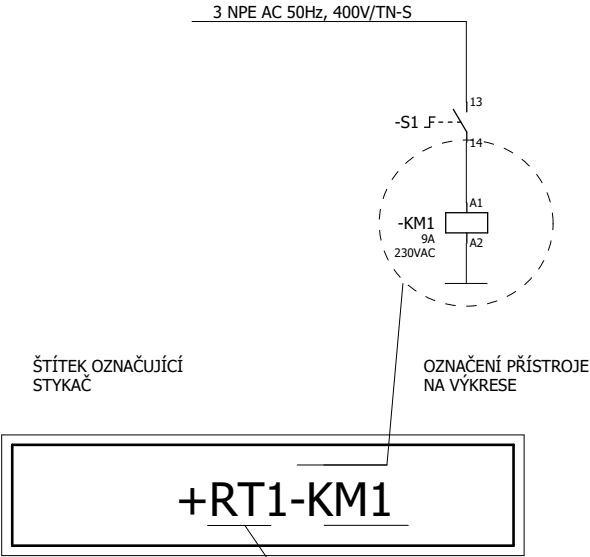 3 NPE AC 50Hz, 400V/TN-S
13
-S1
14
A1
-KM1
9A
A2
230VAC
ŠTÍTEK OZNAČUJÍCÍ
STYKAČ
OZNAČENÍ PŘÍSTROJE
NA VÝKRESE
+RT1-KM1